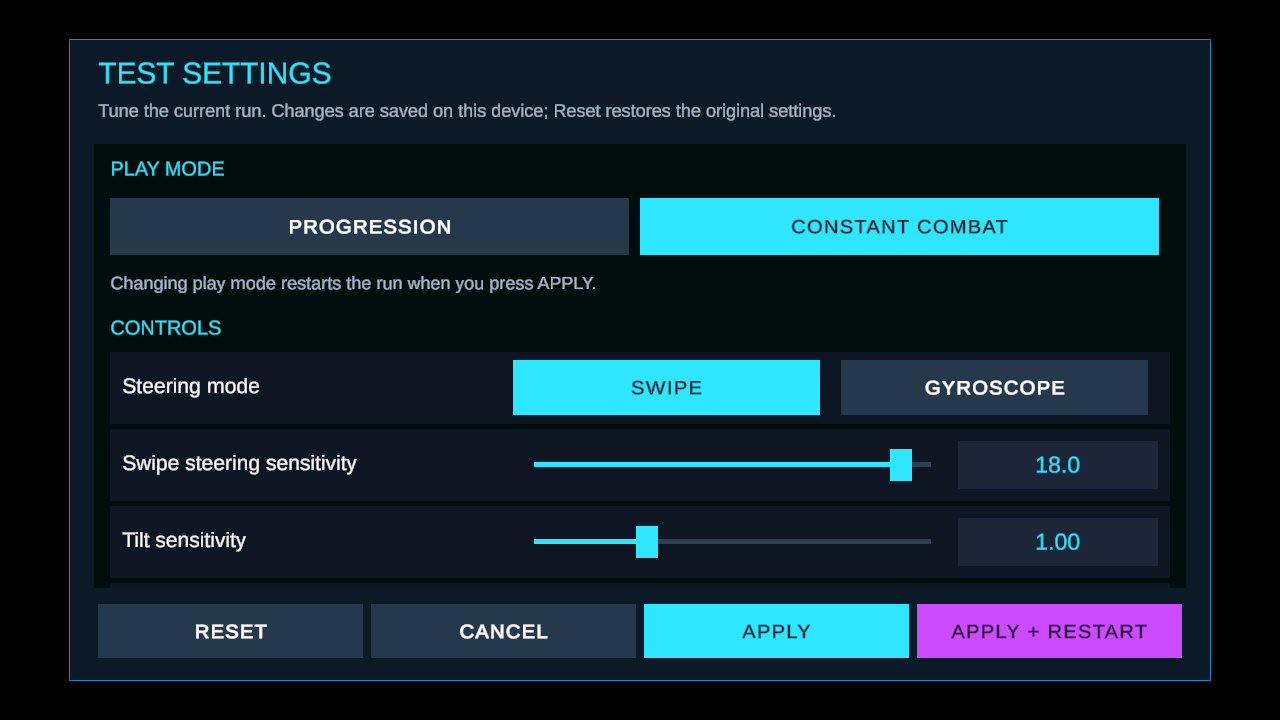 TEST SETTINGS
Tune the current run. Changes are saved on this device; Reset restores the original settings.
PLAY MODE
PROGRESSION
CONSTANT COMBAT
Changing play mode restarts the run when you press APPLY.
CONTROLS
Steering mode
SWIPE
GYROSCOPE
Swipe steering sensitivity
18.0
Tilt sensitivity
1.00
RESET
CANCEL
APPLY
APPLY + RESTART